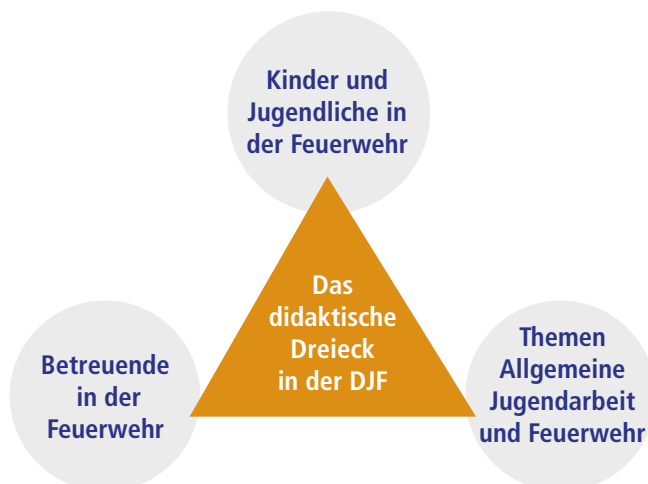 Kinder und
Jugendliche in
der Feuerwehr
Das
didaktische
Dreieck
in der DJF
Betreuende
in der
Feuerwehr
Themen
Allgemeine
Jugendarbeit
und Feuerwehr